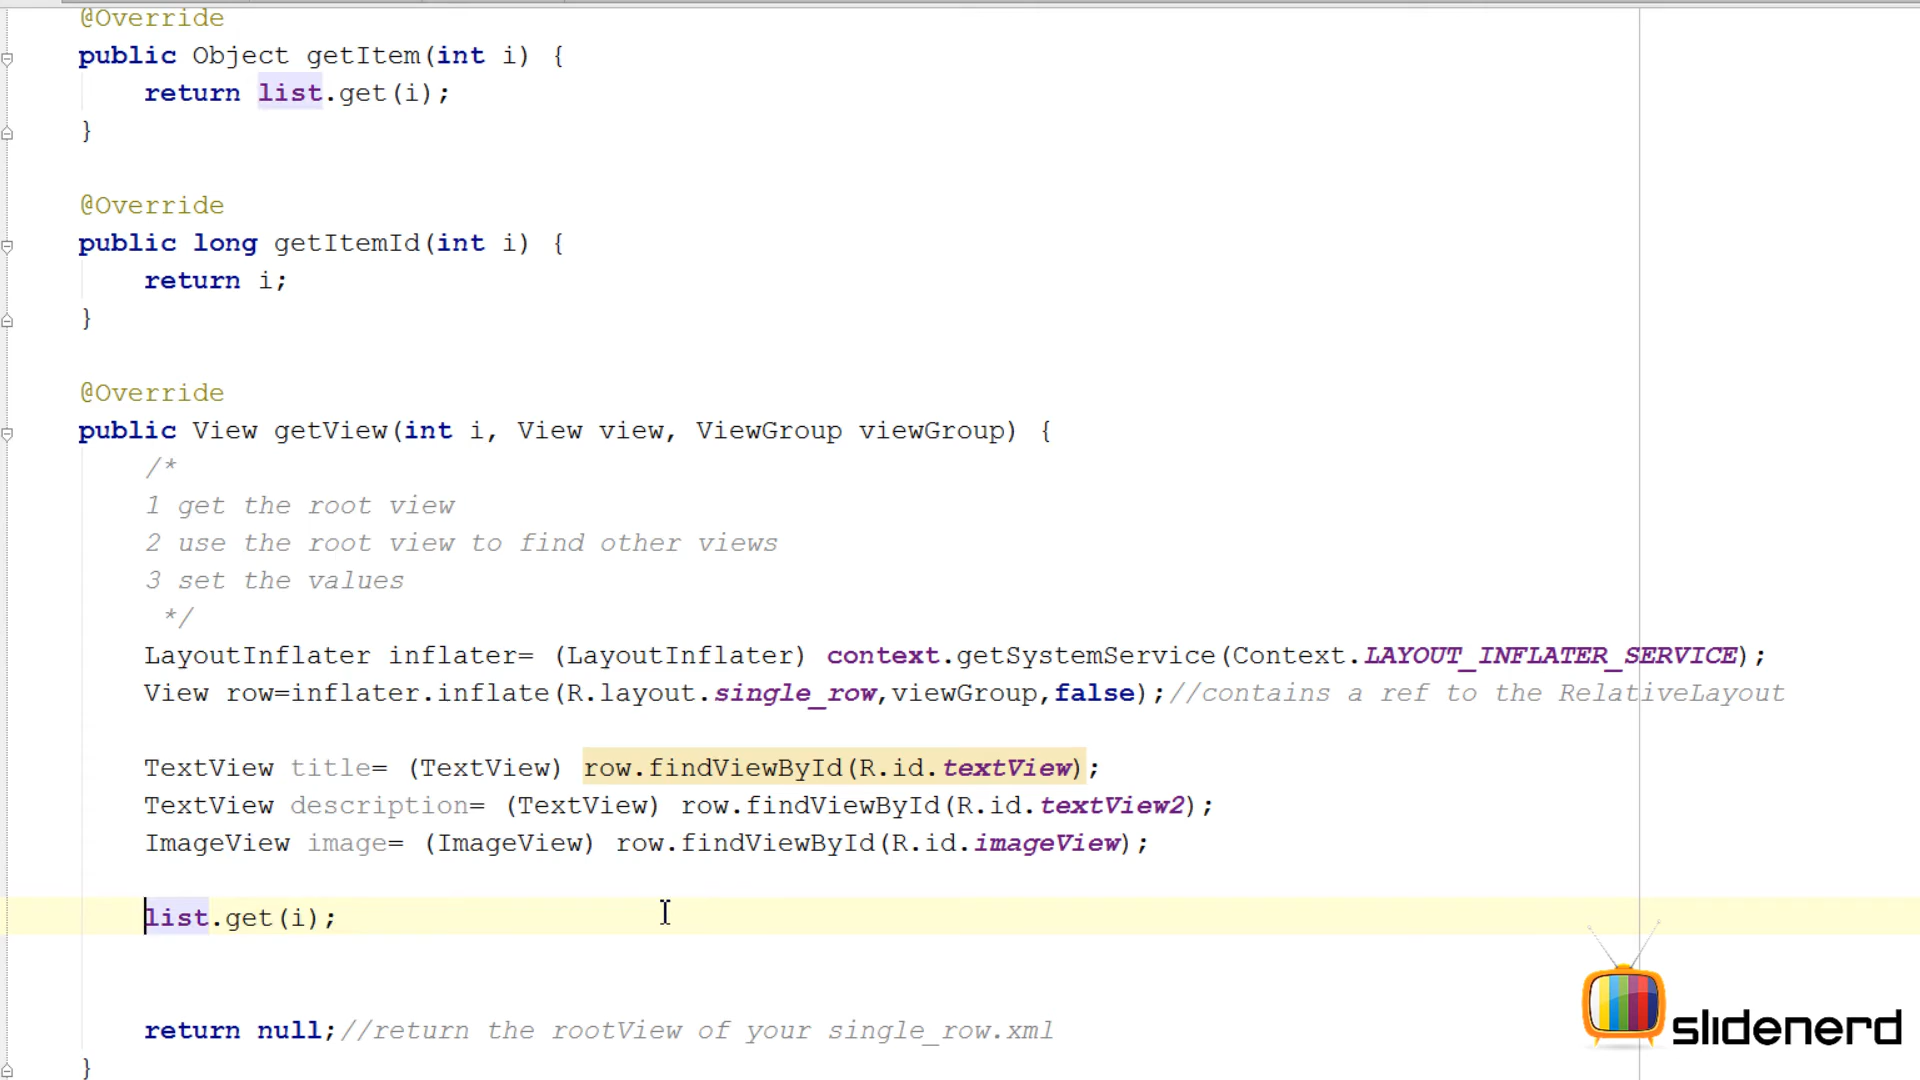 @Override
public Object getItem(int i) {
return list.get(i);
}
@Override
public long getItemId(int i) {
return i;
}
@Override
public View getView(int i, View view, ViewGroup viewGroup) {
/*
1 get the root view
2 use the root view to find other views
3 set the values
*/
LayoutInflater inflater= (LayoutInflater) context.getSystemService(Context.LAYOUT_INFLATER_SERVICE);
View row=inflater.inflate(R.layout.single_row,viewGroup,false);//contains a ref to the RelativeLayout
TextView title= (TextView) row.findViewById(R.id.textView);
TextView description= (TextView) row.findViewById(R.id.textView2);
ImageView image= (ImageView) row.findViewById(R.id.imageView);
list.get(i);
return null;//return the rootView of your single_row.xml
}
slidenerd